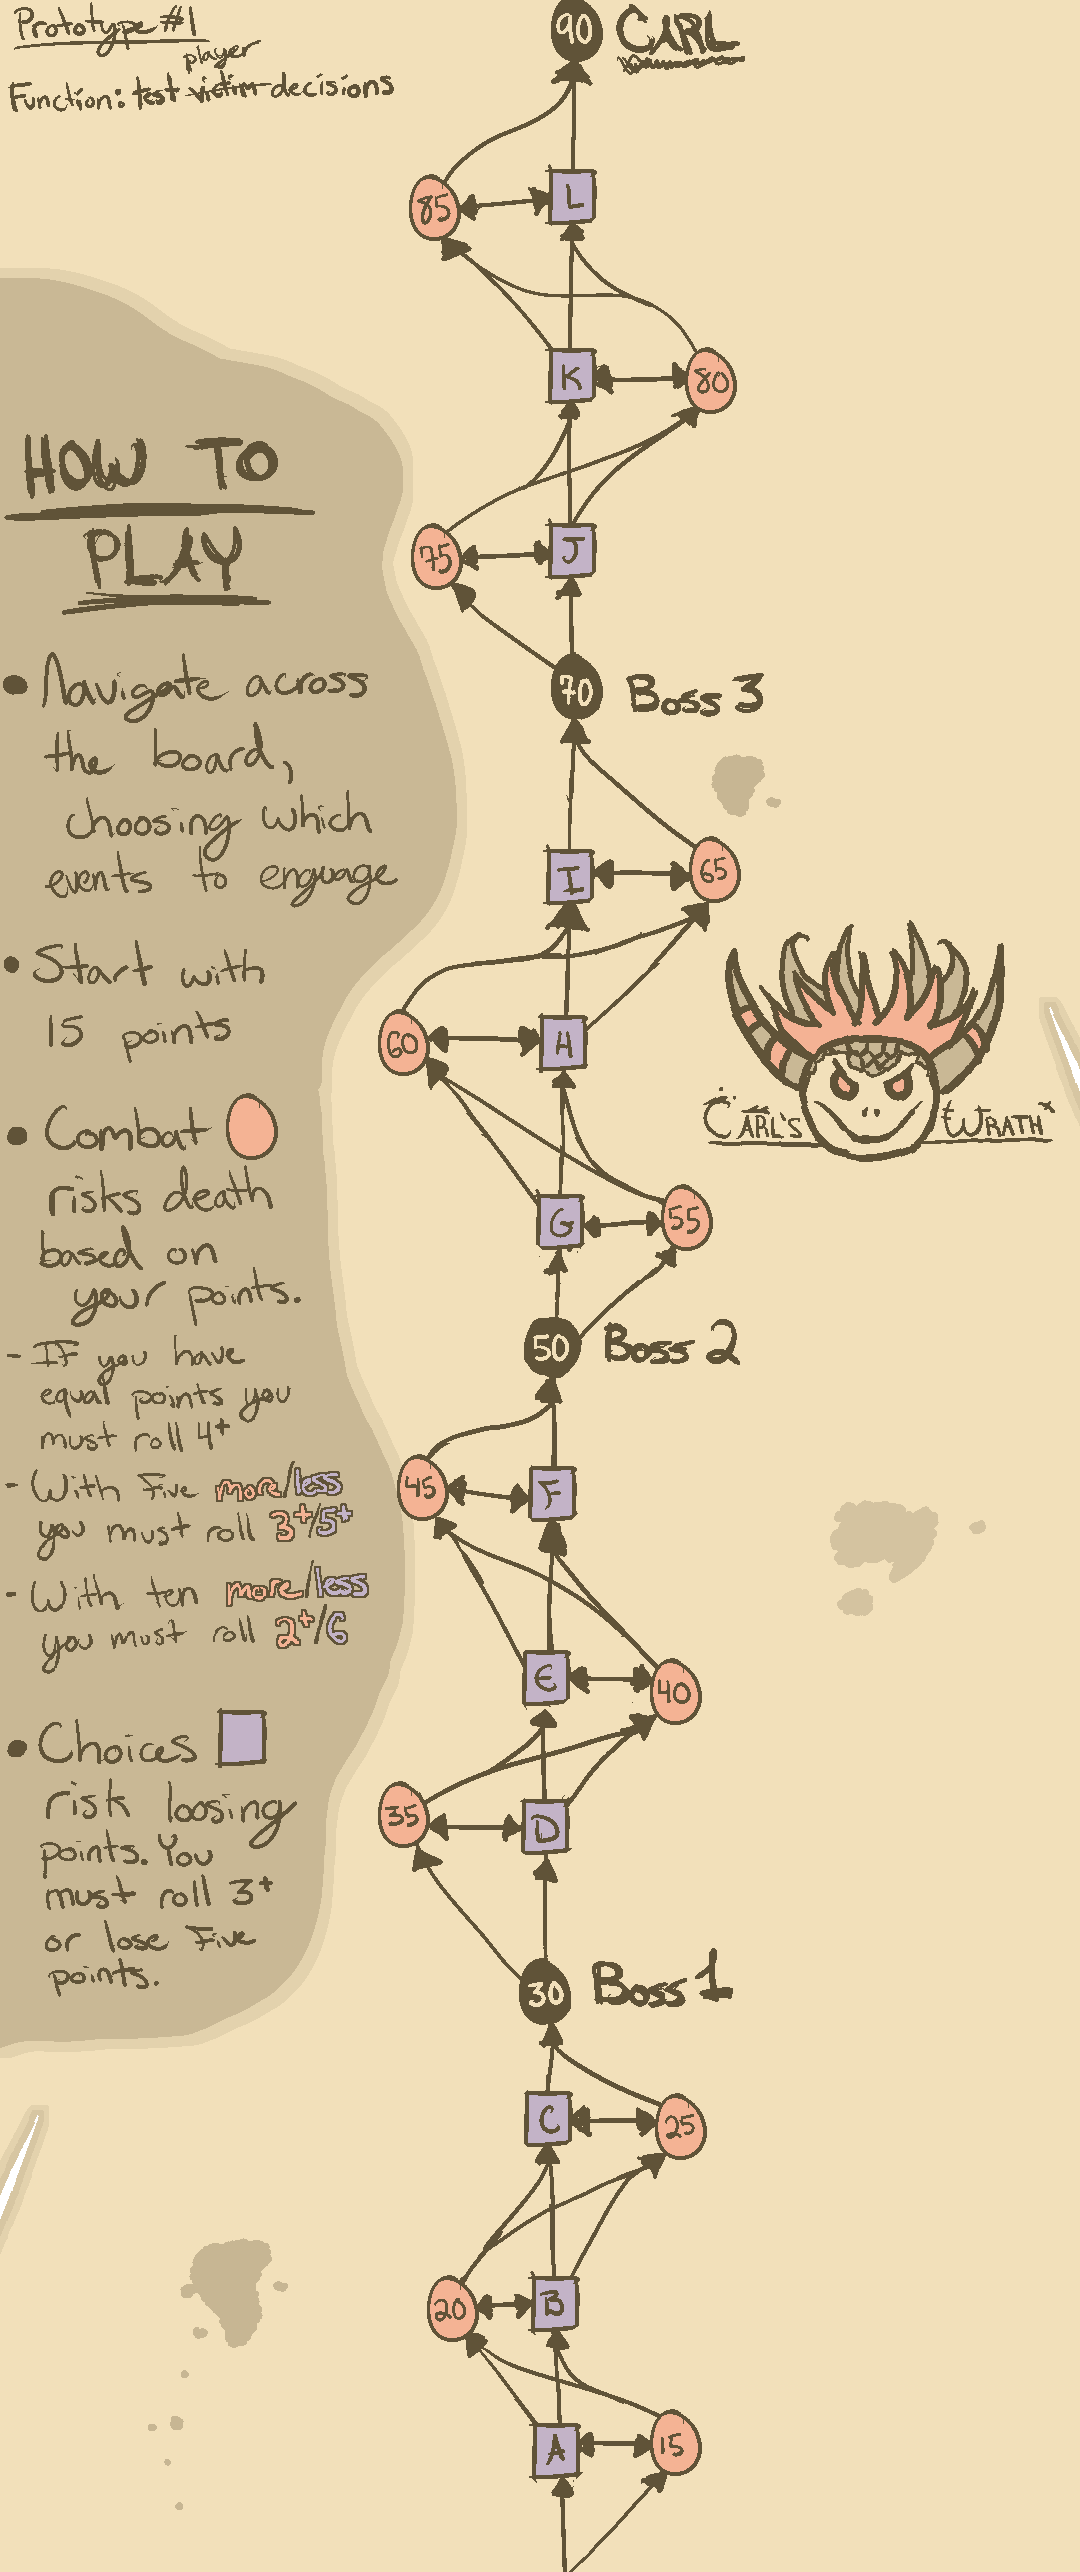 Prototype #1
player
Function: test victim decisions
HOW TO
PLAY
• Navigate across
the board,
choosing which
events to enguage
• Start with
15 points
• Combat
risks death
based on
your points.
- If you have
equal points you
must roll 4+
- With Five more/less
you must roll 3+/5+
- With ten more/less
you must roll 2+/6
• Choices
risk loosing
points. You
must roll 3+
or lose Five
points.
90 CARL
85 L
K 80
75 J
70 Boss 3
I 65
60 H
CARL'S WRATH
G 55
50 Boss 2
45 F
E 40
35 D
30 Boss 1
C 25
20 B
A 15